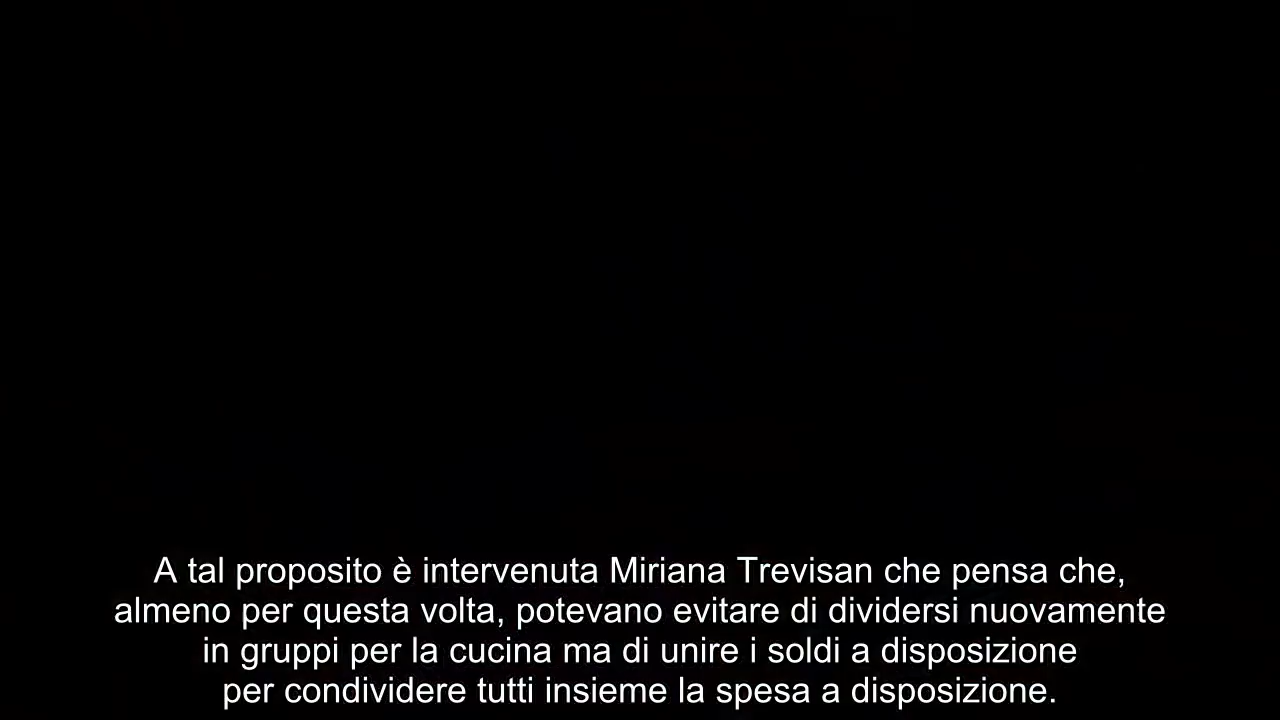 A tal proposito è intervenuta Miriana Trevisan che pensa che,
almeno per questa volta, potevano evitare di dividersi nuovamente
in gruppi per la cucina ma di unire i soldi a disposizione
per condividere tutti insieme la spesa a disposizione.